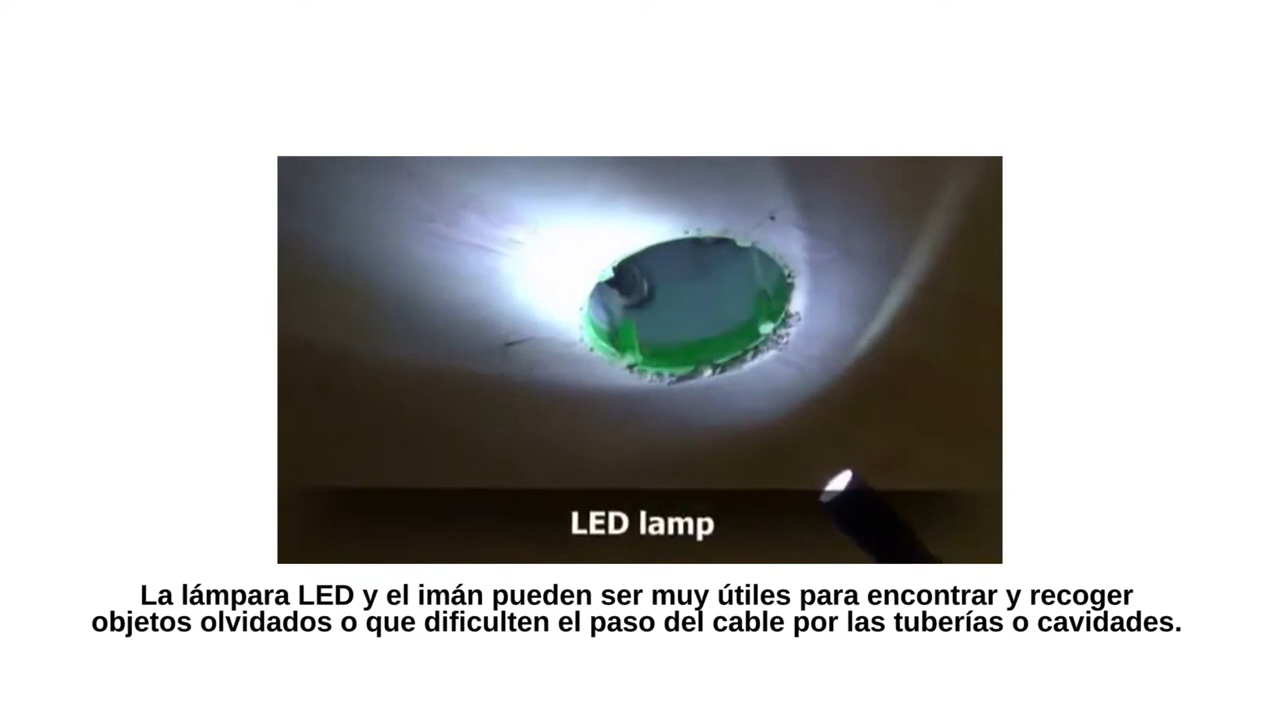 LED lamp
La lámpara LED y el imán pueden ser muy útiles para encontrar y recoger
objetos olvidados o que dificulten el paso del cable por las tuberías o cavidades.